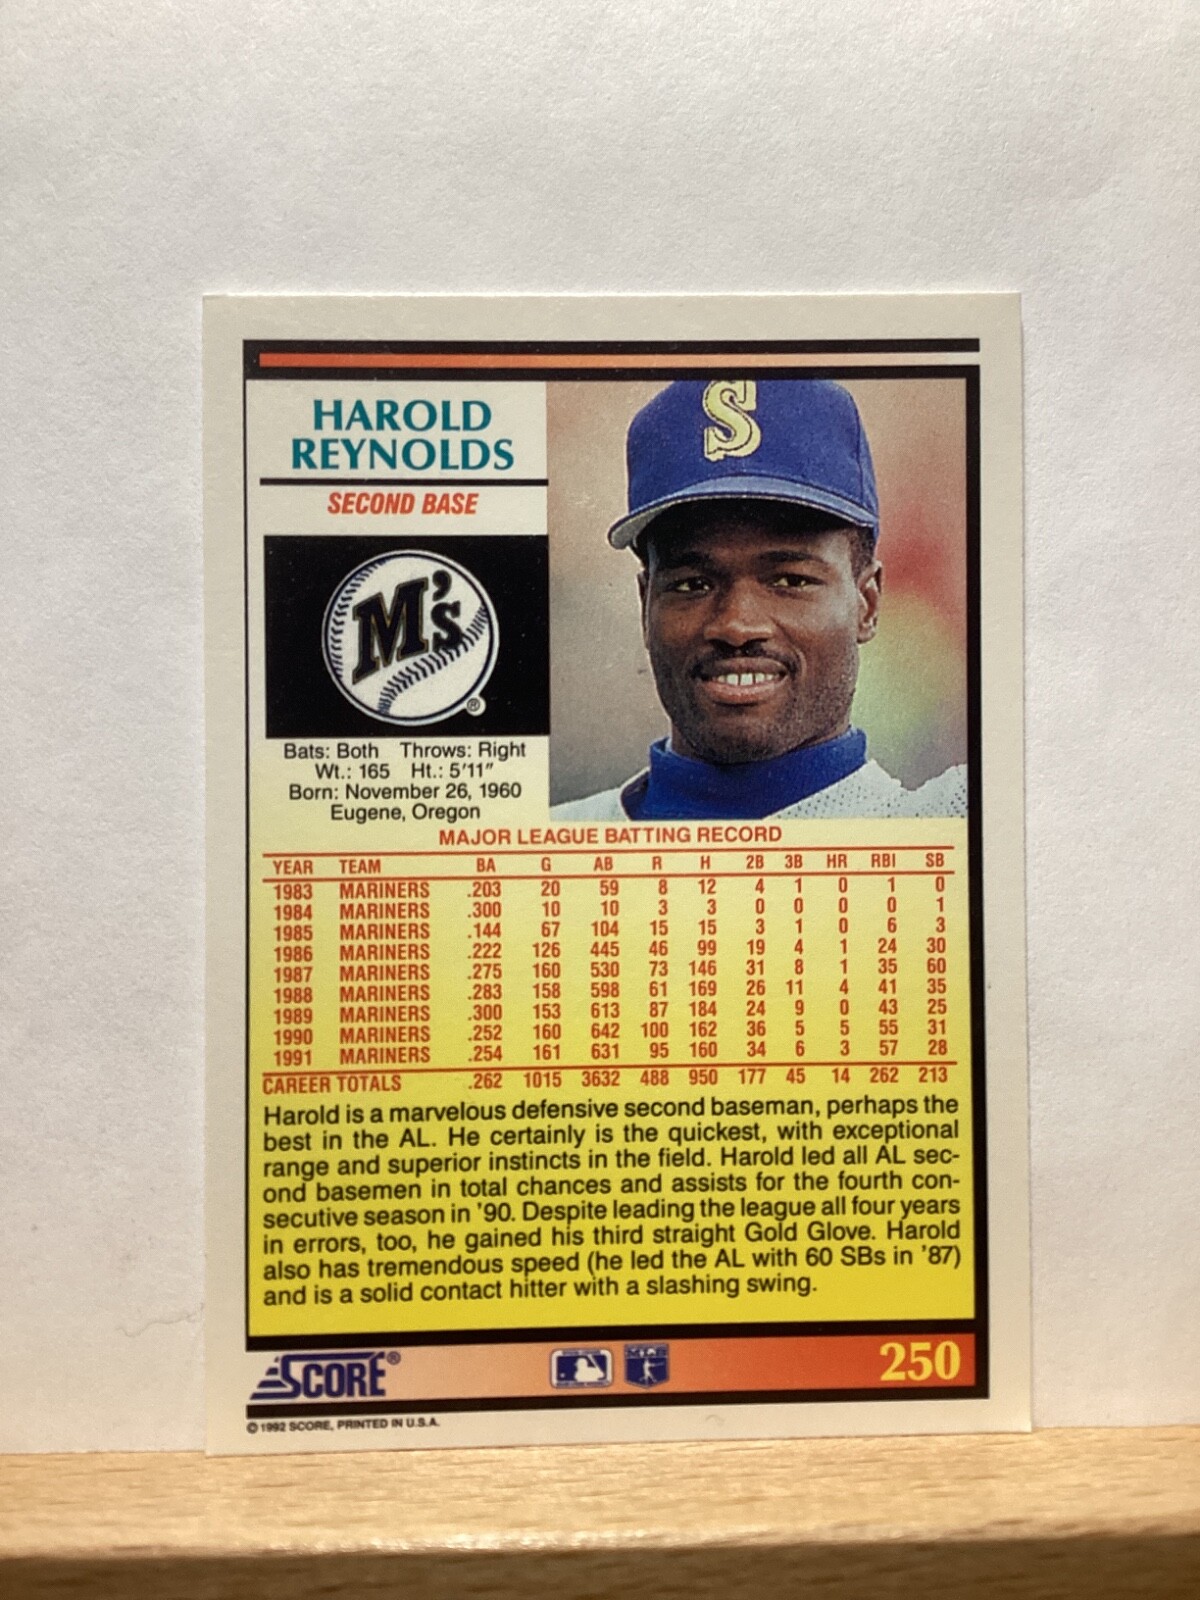 S
HAROLD
REYNOLDS
SECOND BASE
M's
®
Bats: Both Throws: Right
Wt.: 165 Ht.: 5'11"
Born: November 26, 1960
Eugene, Oregon
MAJOR LEAGUE BATTING RECORD
YEAR TEAM BA G AB R H 2B 3B HR RBI SB
1983 MARINERS .203 20 59 8 12 4 1 0 1 0
1984 MARINERS .300 10 10 3 3 0 0 0 0 1
1985 MARINERS .144 67 104 15 15 3 1 0 6 3
1986 MARINERS .222 126 445 46 99 19 4 1 24 30
1987 MARINERS .275 160 530 73 146 31 8 1 35 60
1988 MARINERS .283 158 598 61 169 26 11 4 41 35
1989 MARINERS .300 153 613 87 184 24 9 0 43 25
1990 MARINERS .252 160 642 100 162 36 5 5 55 31
1991 MARINERS .254 161 631 95 160 34 6 3 57 28
CAREER TOTALS .262 1015 3632 488 950 177 45 14 262 213
Harold is a marvelous defensive second baseman, perhaps the
best in the AL. He certainly is the quickest, with exceptional
range and superior instincts in the field. Harold led all AL sec-
ond basemen in total chances and assists for the fourth con-
secutive season in '90. Despite leading the league all four years
in errors, too, he gained his third straight Gold Glove. Harold
also has tremendous speed (he led the AL with 60 SBs in '87)
and is a solid contact hitter with a slashing swing.
SCORE® MLB 250
© 1992 SCORE, PRINTED IN U.S.A.